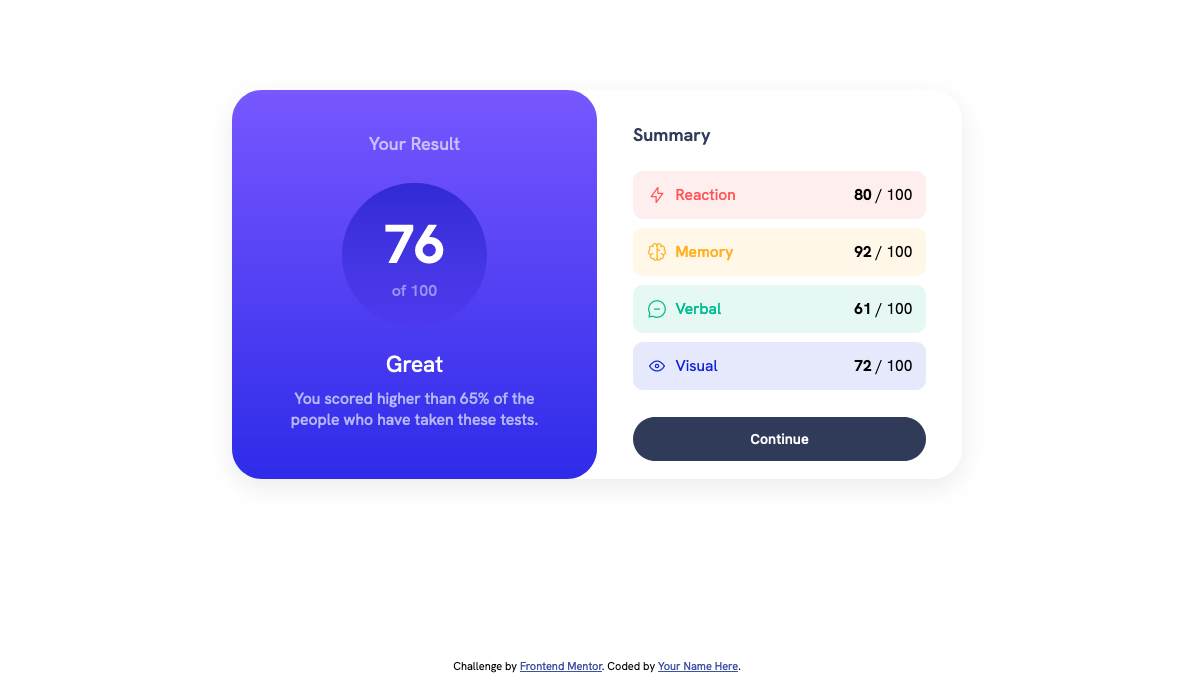 Your Result
76
of 100
Great
You scored higher than 65% of the
people who have taken these tests.
Summary
Reaction 80 / 100
Memory 92 / 100
Verbal 61 / 100
Visual 72 / 100
Continue
Challenge by Frontend Mentor. Coded by Your Name Here.